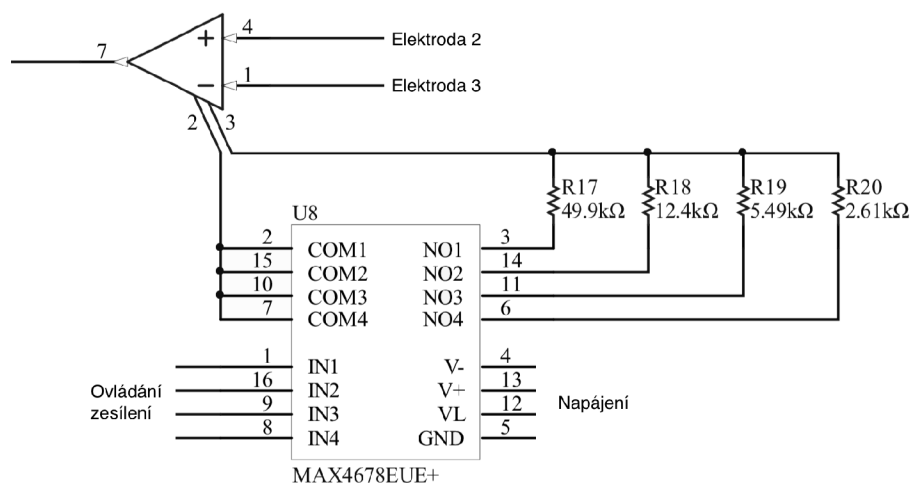 7
+
4
Elektroda 2
−
1
Elektroda 3
2
3
R17
49.9kΩ
R18
12.4kΩ
R19
5.49kΩ
R20
2.61kΩ
U8
2
COM1
NO1
3
15
COM2
NO2
14
10
COM3
NO3
11
7
COM4
NO4
6
Ovládání
zesílení
1
IN1
V-
4
16
IN2
V+
13
9
IN3
VL
12
8
IN4
GND
5
Napájení
MAX4678EUE+